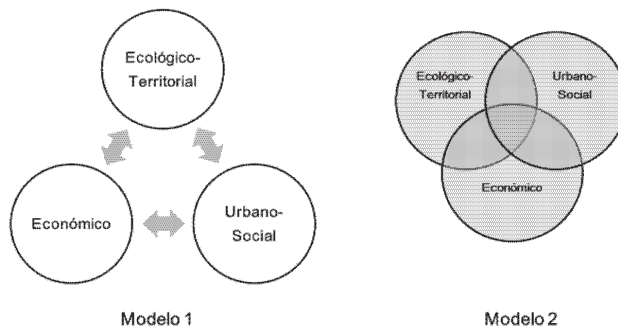 Ecológico-
Territorial
Económico
Urbano-
Social
Modelo 1
Ecológico-
Territorial
Urbano-
Social
Económico
Modelo 2